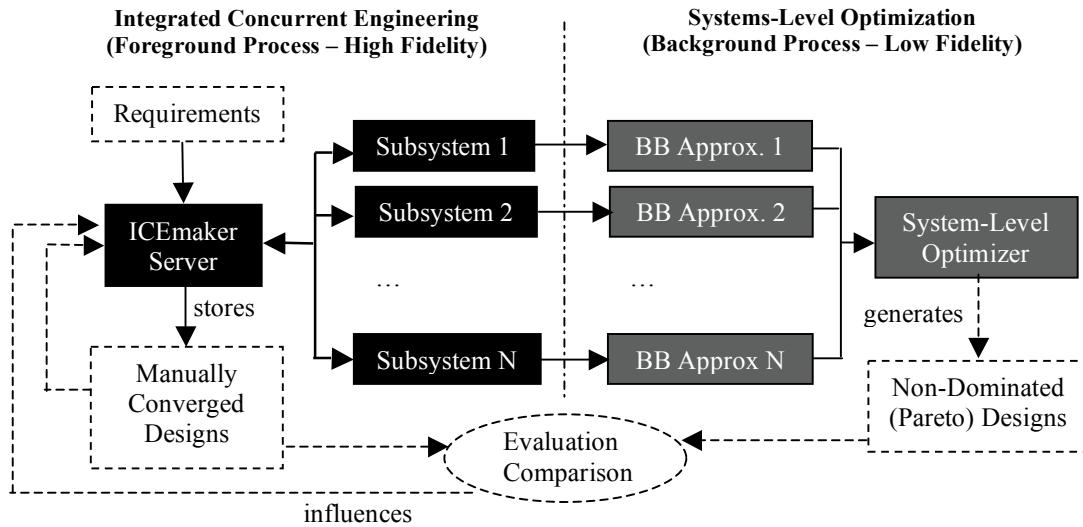 Integrated Concurrent Engineering
(Foreground Process – High Fidelity)
Systems-Level Optimization
(Background Process – Low Fidelity)
Requirements
Subsystem 1
BB Approx. 1
Subsystem 2
BB Approx. 2
ICEmaker
Server
System-Level
Optimizer
...
...
stores
generates
Subsystem N
BB Approx N
Manually
Converged
Designs
Non-Dominated
(Pareto) Designs
Evaluation
Comparison
influences